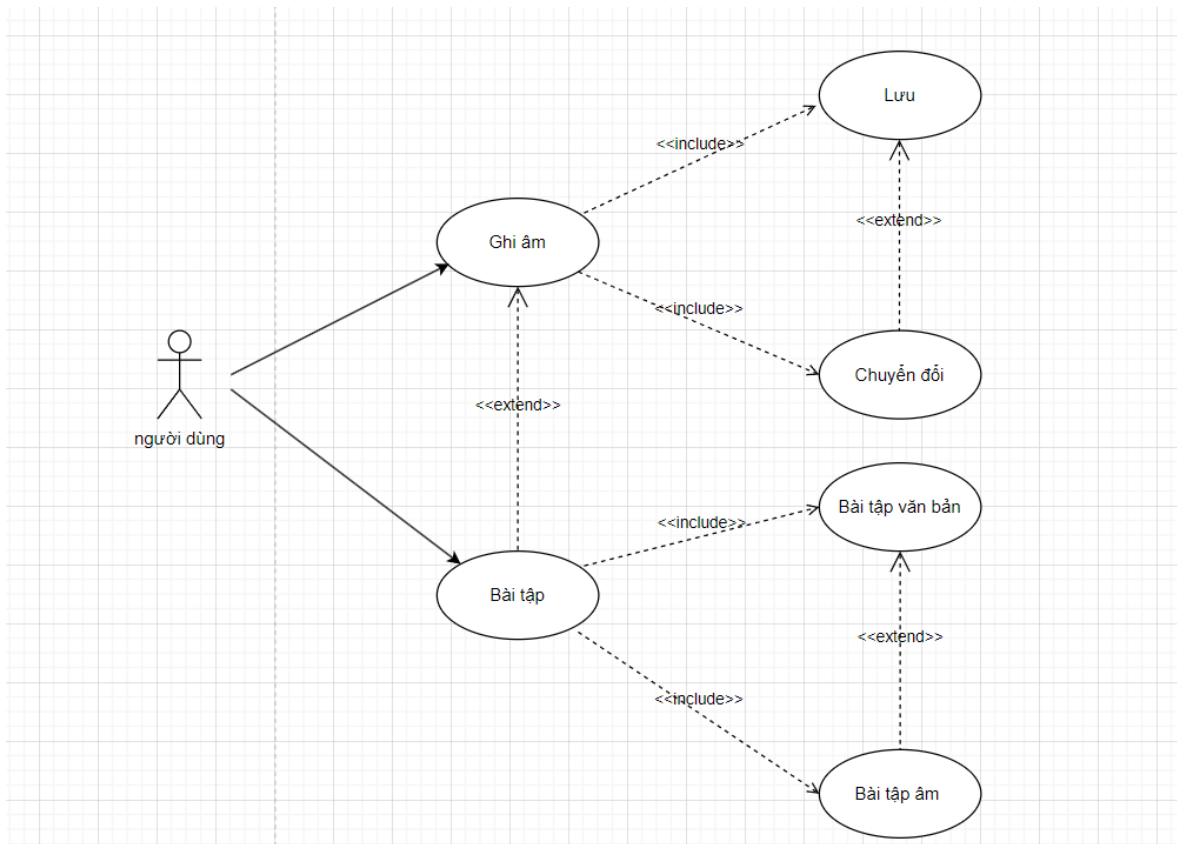 Lưu
<<include>>
<<extend>>
Ghi âm
<<include>>
Chuyển đổi
<<extend>>
người dùng
Bài tập văn bản
<<include>>
Bài tập
<<extend>>
<<include>>
Bài tập âm